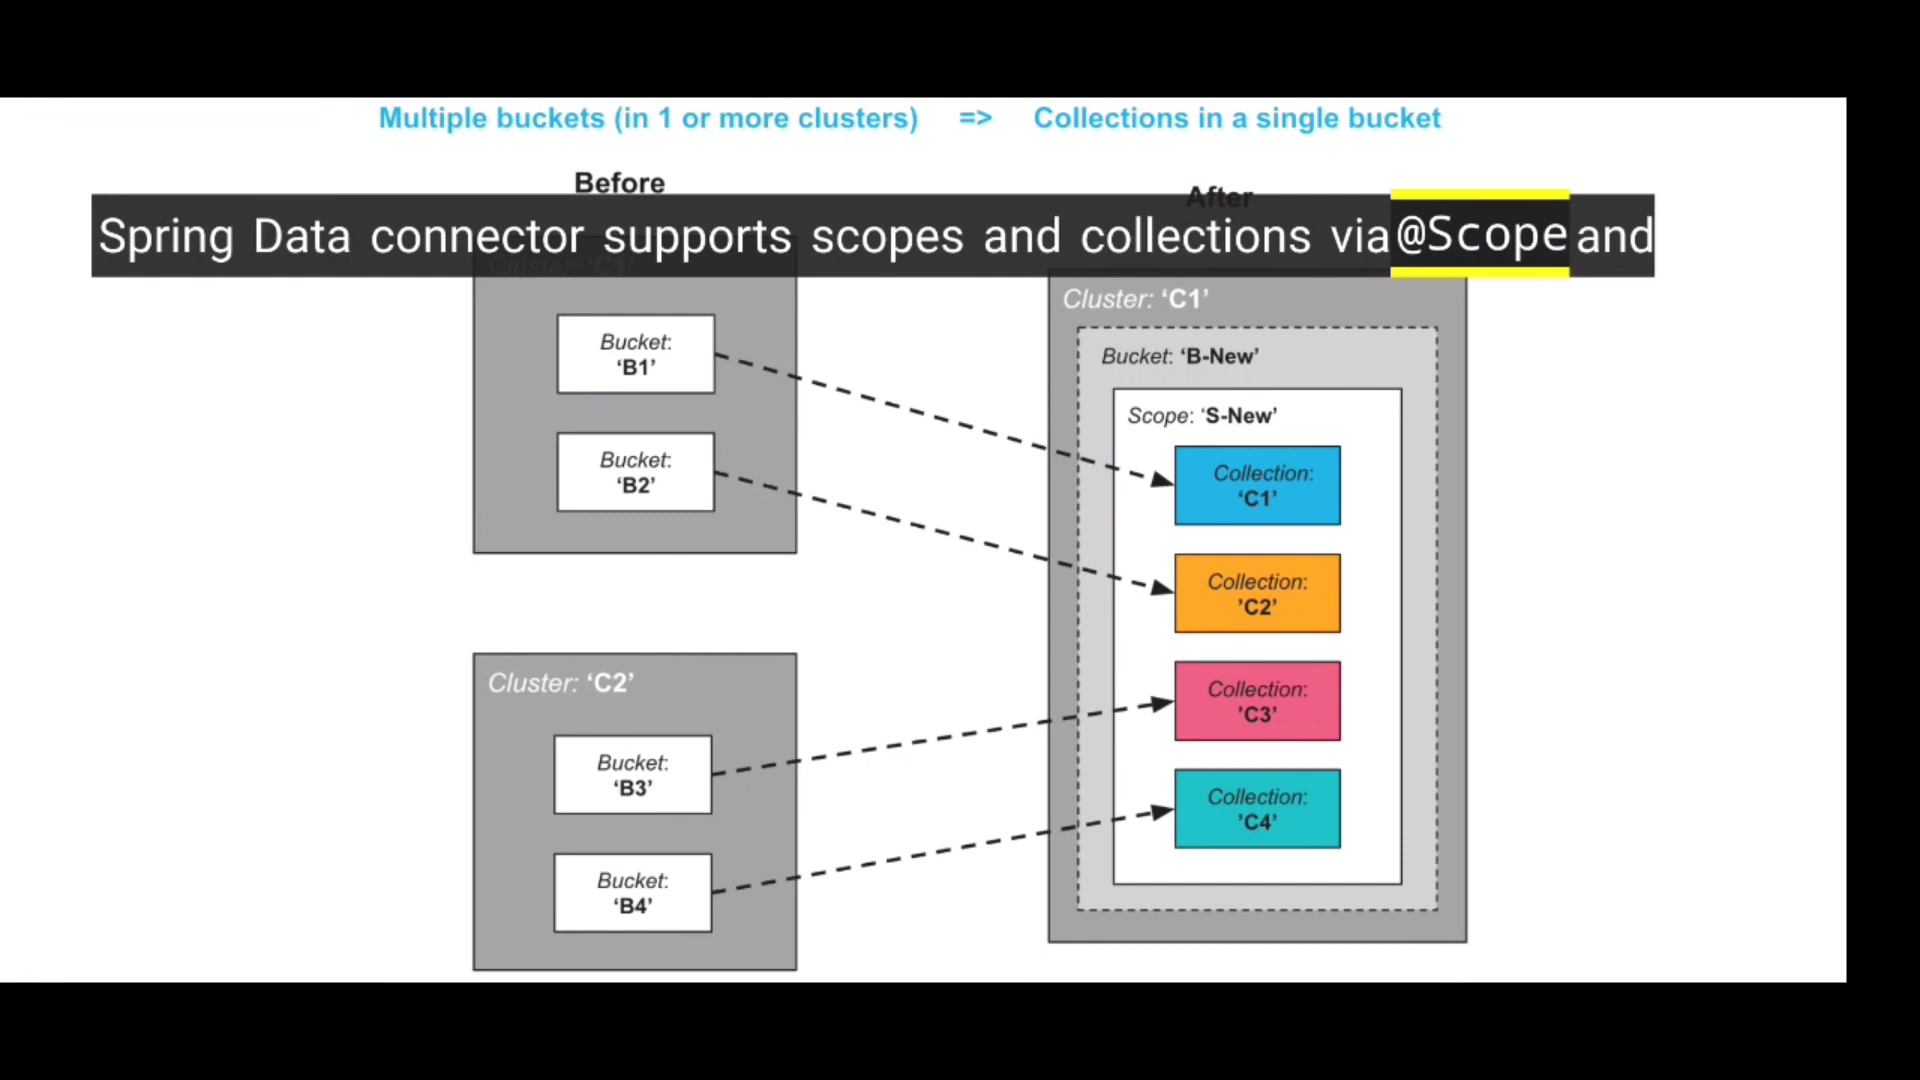 Multiple buckets (in 1 or more clusters) => Collections in a single bucket
Before
After
Spring Data connector supports scopes and collections via @Scope and
Cluster: 'C1'
Bucket:
‘B1’
Bucket:
‘B2’
Cluster: ‘C2’
Bucket:
‘B3’
Bucket:
‘B4’
Cluster: ‘C1’
Bucket: ‘B-New’
Scope: ‘S-New’
Collection:
‘C1’
Collection:
’C2’
Collection:
’C3’
Collection:
’C4’